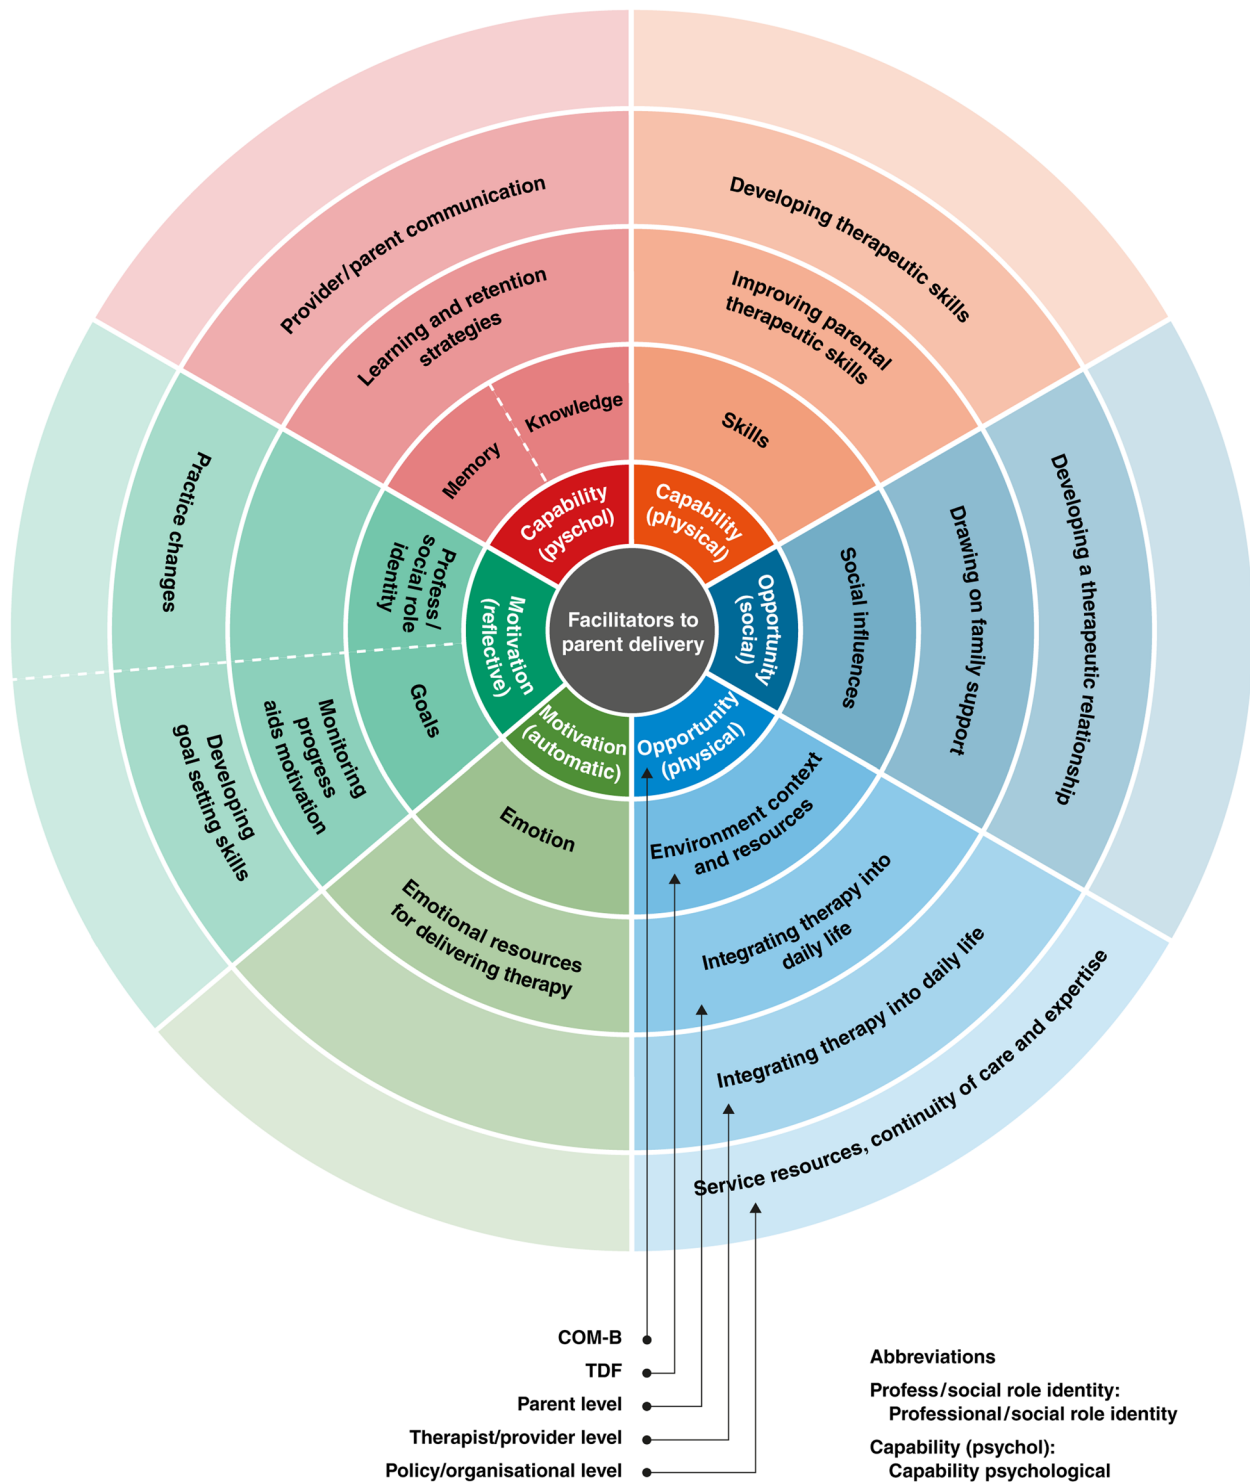 Facilitators to
parent delivery
Capability
(pyschol)
Memory
Knowledge
Learning and retention
strategies
Provider/parent communication
Capability
(physical)
Skills
Improving parental
therapeutic skills
Developing therapeutic skills
Opportunity
(social)
Social influences
Drawing on family support
Developing a therapeutic relationship
Opportunity
(physical)
Environment context
and resources
Integrating therapy into
daily life
Integrating therapy into daily life
Service resources, continuity of care and expertise
Motivation
(automatic)
Emotion
Emotional resources
for delivering therapy
Motivation
(reflective)
Profess/
social role
identity
Goals
Monitoring
progress
aids motivation
Practice changes
Developing
goal setting skills
COM-B
TDF
Parent level
Therapist/provider level
Policy/organisational level
Abbreviations
Profess/social role identity:
Professional/social role identity
Capability (psychol):
Capability psychological